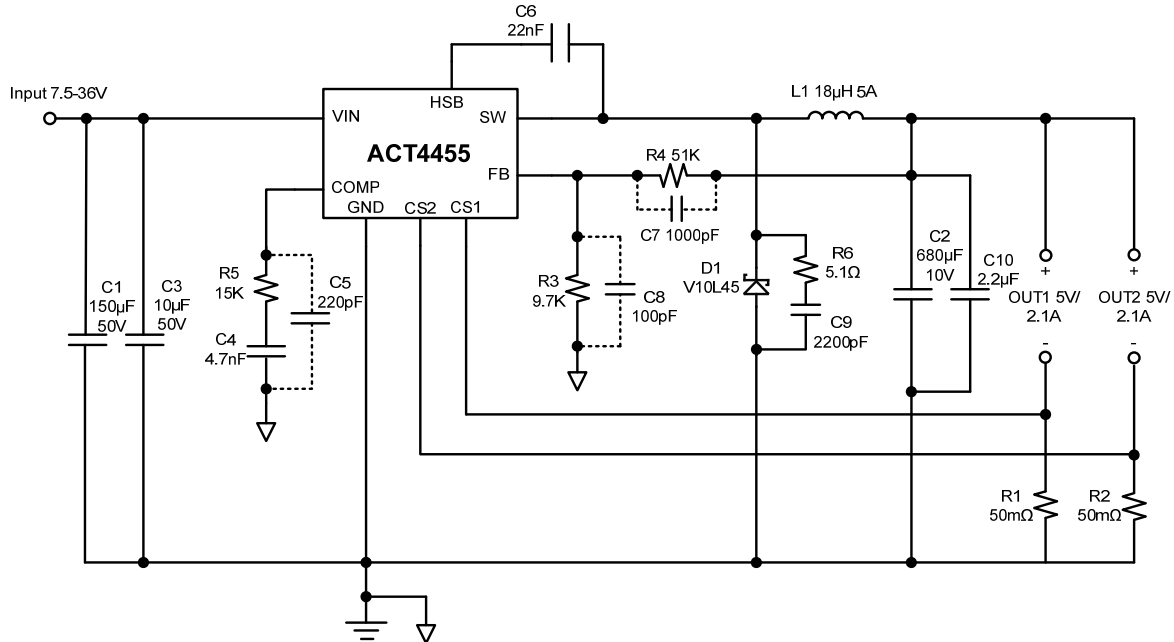 C6
22nF
Input 7.5-36V
HSB
L1 18μH 5A
VIN
SW
ACT4455
R4 51K
FB
COMP
GND
CS2
CS1
C7 1000pF
R5
15K
C5
220pF
C1
150μF
50V
C3
10μF
50V
C4
4.7nF
R3
9.7K
C8
100pF
D1
V10L45
R6
5.1Ω
C9
2200pF
C2
680μF
10V
C10
2.2μF
+
OUT1 5V/
2.1A
-
+
OUT2 5V/
2.1A
-
R1
50mΩ
R2
50mΩ